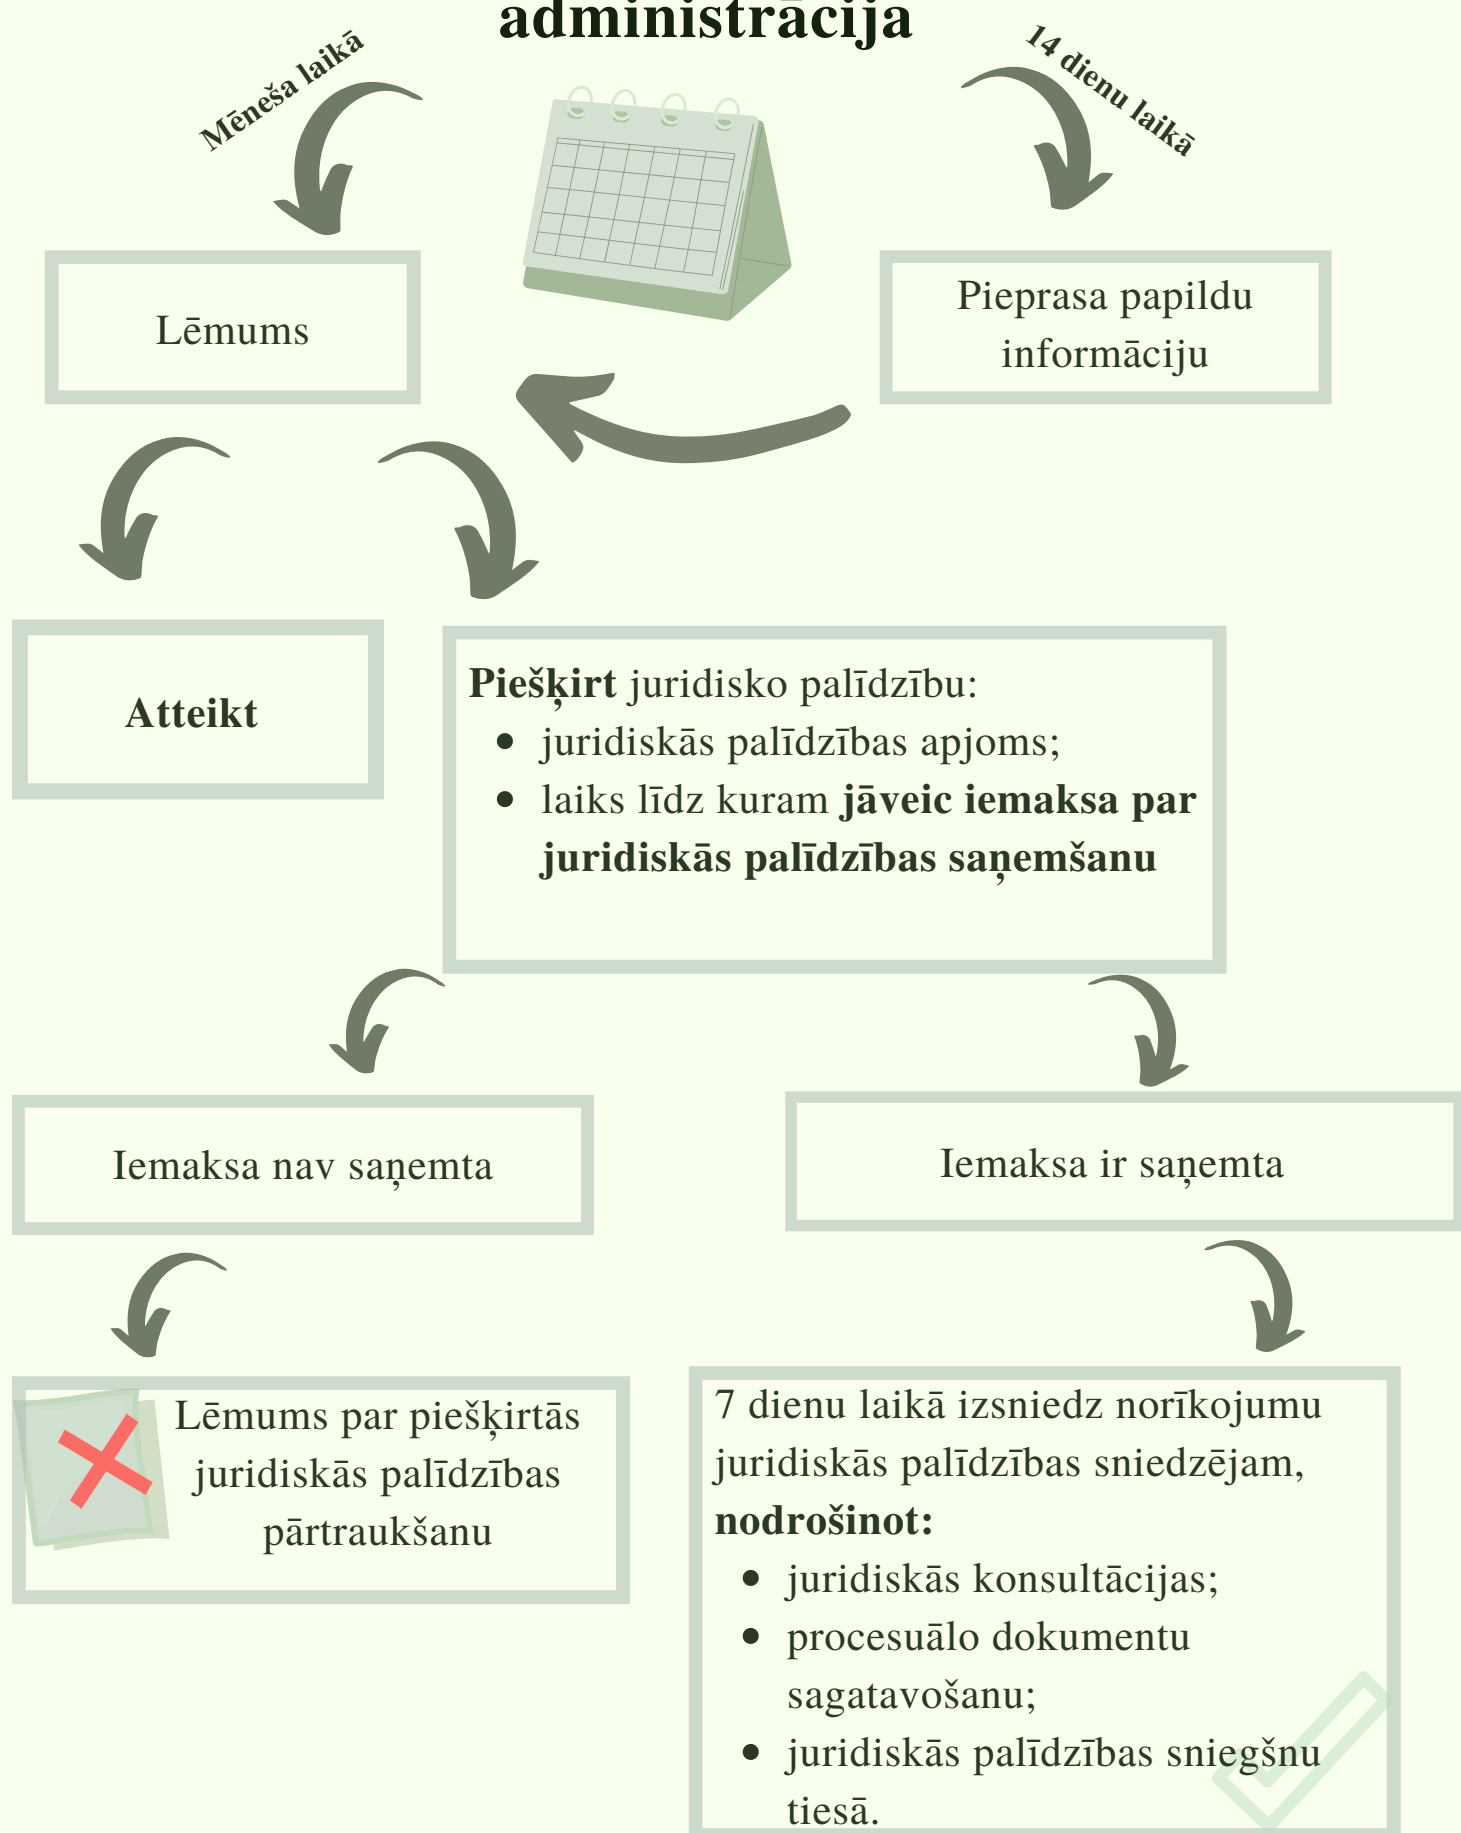 administrācija
Mēneša laikā
14 dienu laikā
Lēmums
Pieprasa papildu
informāciju
Atteikt
Piešķirt juridisko palīdzību:
juridiskās palīdzības apjoms;
laiks līdz kuram jāveic iemaksa par
juridiskās palīdzības saņemšanu
Iemaksa nav saņemta
Iemaksa ir saņemta
Lēmums par piešķirtās
juridiskās palīdzības
pārtraukšanu
7 dienu laikā izsniedz norīkojumu
juridiskās palīdzības sniedzējam,
nodrošinot:
juridiskās konsultācijas;
procesuālo dokumentu
sagatavošanu;
juridiskās palīdzības sniegšnu
tiesā.